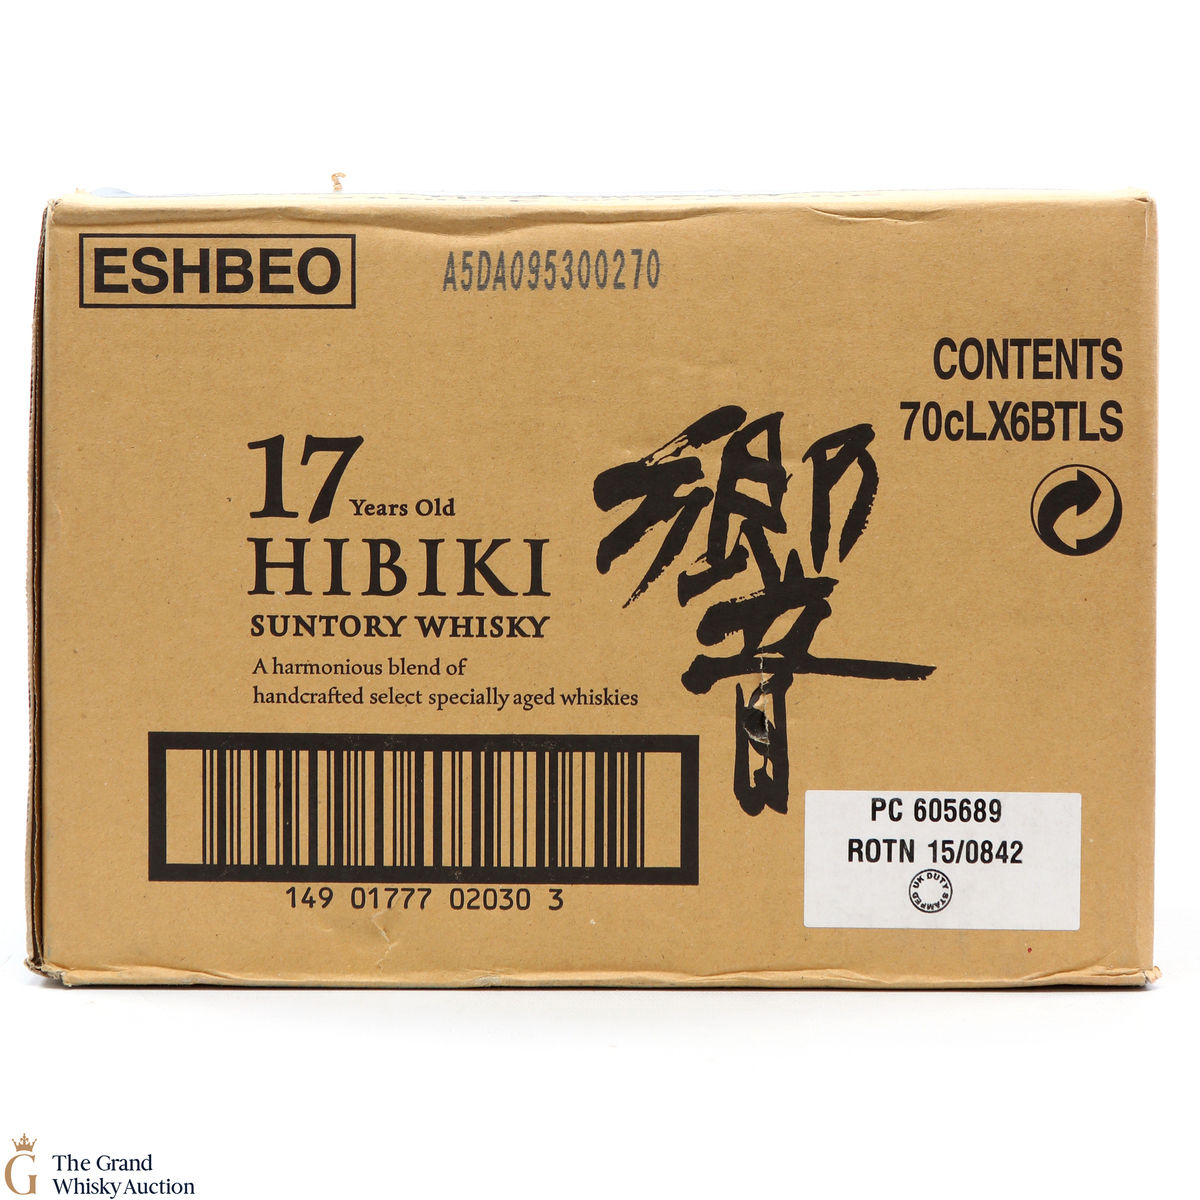 ESHBEO
A5DA095300270
CONTENTS
70cLX6BTLS
17 Years Old
HIBIKI
SUNTORY WHISKY
A harmonious blend of
handcrafted select specially aged whiskies
響
149 01777 02030 3
PC 605689
ROTN 15/0842
UK DUTY STAMPED
G
The Grand
Whisky Auction